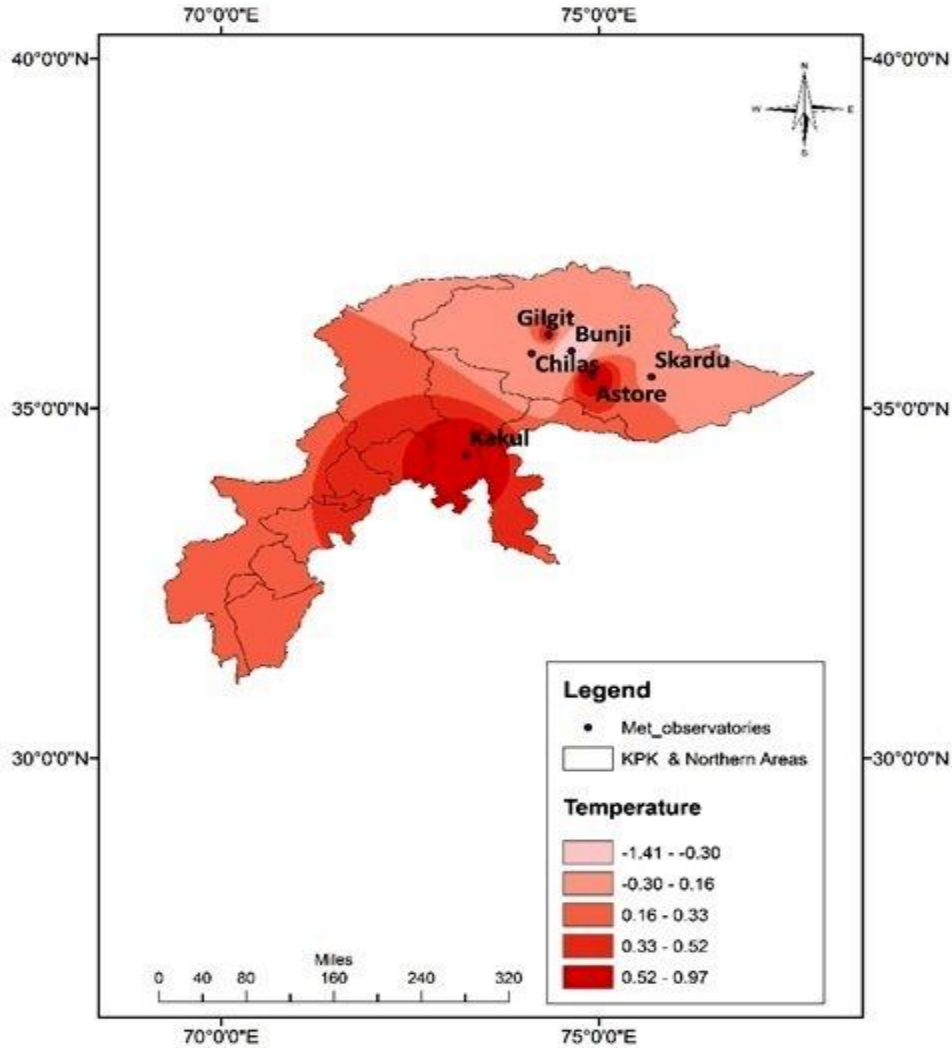 70°0'0"E 75°0'0"E
40°0'0"N 40°0'0"N
N
W E
S
Gilgit
Bunji
Chilas
Skardu
Astore
35°0'0"N 35°0'0"N
Kakul
Legend
Met_observatories
KPK & Northern Areas
30°0'0"N 30°0'0"N
Temperature
-1.41 - -0.30
-0.30 - 0.16
0.16 - 0.33
0.33 - 0.52
0.52 - 0.97
Miles
0 40 80 160 240 320
70°0'0"E 75°0'0"E